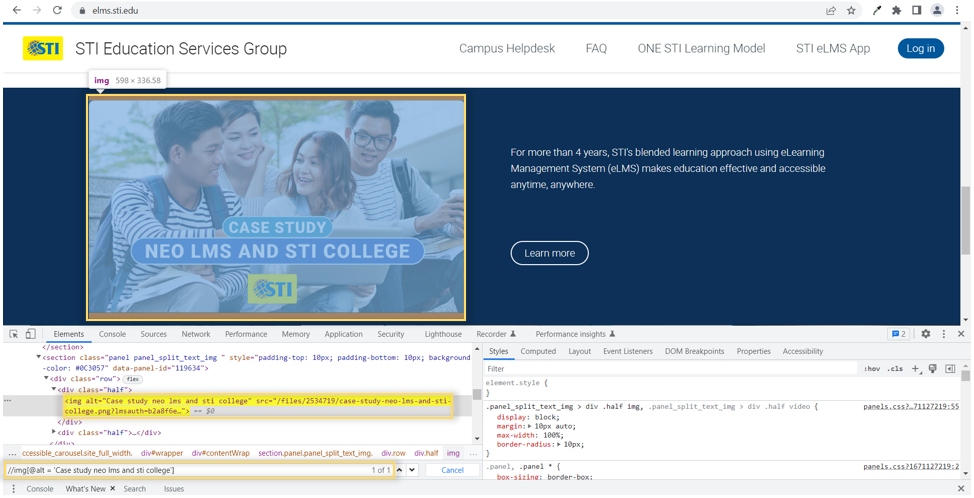 elms.sti.edu
STI
STI Education Services Group
Campus Helpdesk
FAQ
ONE STI Learning Model
STI eLMS App
Log in
img 598 × 336.58
CASE STUDY
NEO LMS AND STI COLLEGE
STI
For more than 4 years, STI's blended learning approach using eLearning
Management System (eLMS) makes education effective and accessible
anytime, anywhere.
Learn more
Elements Console Sources Network Performance Memory Application Security Lighthouse Recorder Performance insights 2
</section>
<section class="panel panel_split_text_img " style="padding-top: 10px; padding-bottom: 10px; background
-color: #0C3057" data-panel-id="119634">
<div class="row"> flex
<div class="half">
<img alt="Case study neo lms and sti college" src="/files/2534719/case-study-neo-lms-and-sti-
college.png?lmsauth=b2a8f6e…"> == $0
</div>
<div class="half">…</div>
</div>
... ccessible_carousel.site_full_width. div#wrapper div#contentWrap section.panel.panel_split_text_img. div.row div.half img ...
//img[@alt = 'Case study neo lms and sti college'] 1 of 1 Cancel
Styles Computed Layout Event Listeners DOM Breakpoints Properties Accessibility
Filter :hov .cls
element.style {
}
.panel_split_text_img > div .half img, .panel_split_text_img > div .half video { panels.css?…71127219:55
display: block;
margin: 10px auto;
max-width: 100%;
border-radius: 10px;
}
.panel, .panel * { panels.css?1671127219:2
box-sizing: border-box;
Console What's New Search Issues